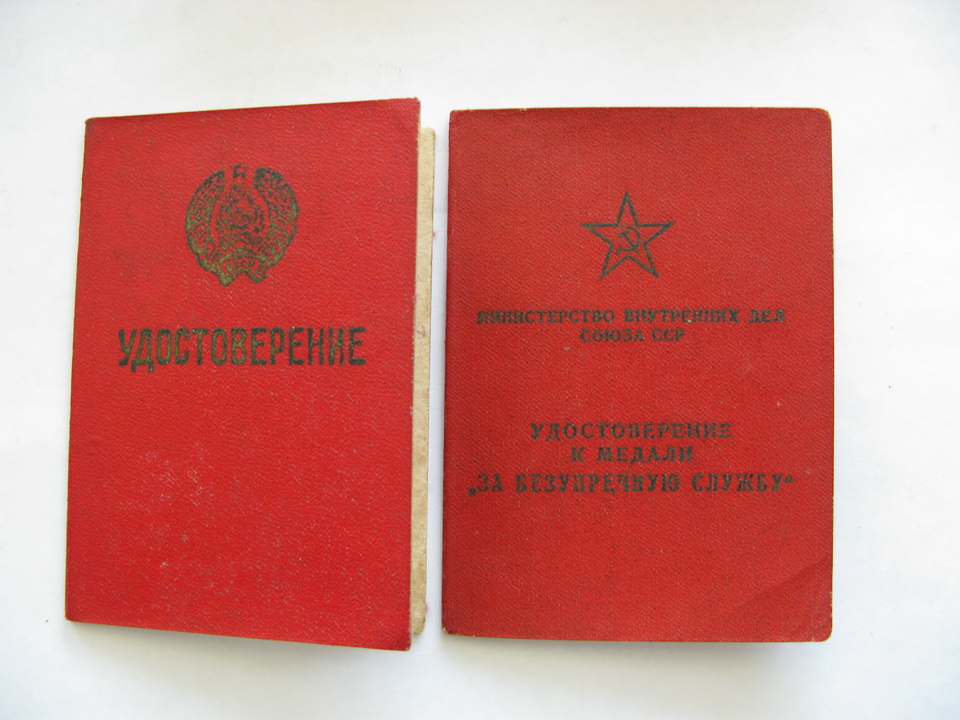 УДОСТОВЕРЕНИЕ
МИНИСТЕРСТВО ВНУТРЕННИХ ДЕЛ
СОЮЗА ССР
УДОСТОВЕРЕНИЕ
К МЕДАЛИ
„ЗА БЕЗУПРЕЧНУЮ СЛУЖБУ“